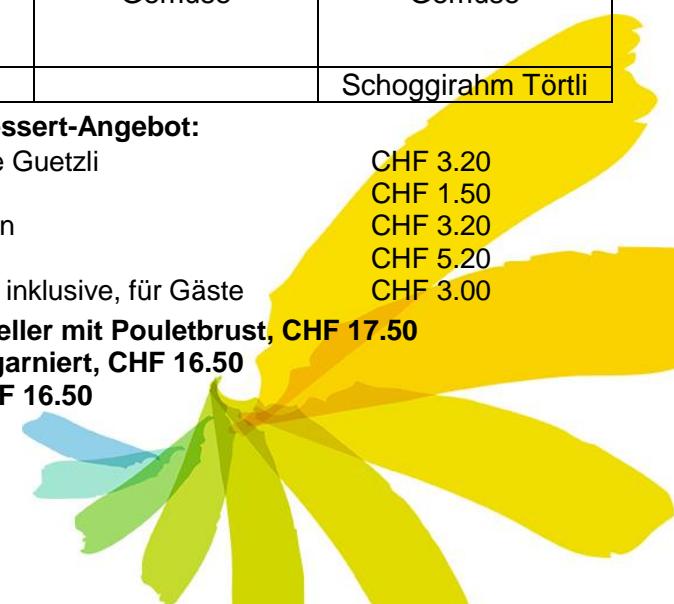 Gemüse Gemüse
Schoggirahm Törtli
ssert-Angebot:
e Guetzli CHF 3.20
CHF 1.50
n CHF 3.20
CHF 5.20
inklusive, für Gäste CHF 3.00
eller mit Pouletbrust, CHF 17.50
garniert, CHF 16.50
F 16.50